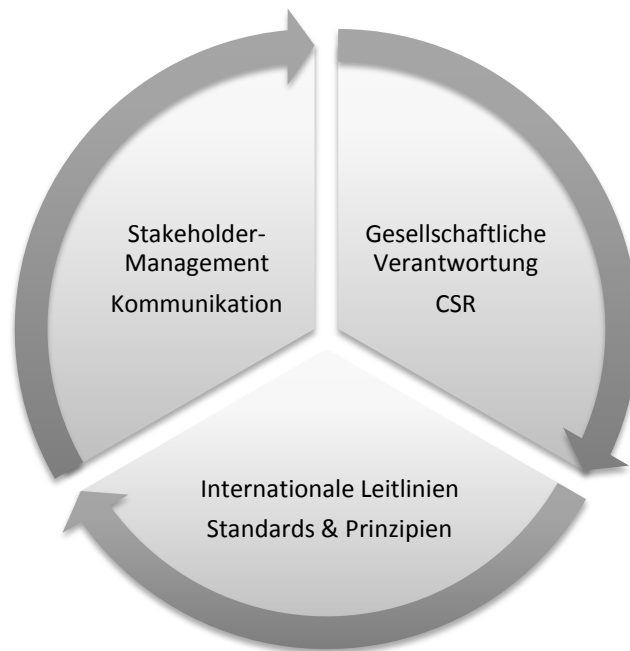 Stakeholder-
Management
Kommunikation
Gesellschaftliche
Verantwortung
CSR
Internationale Leitlinien
Standards & Prinzipien